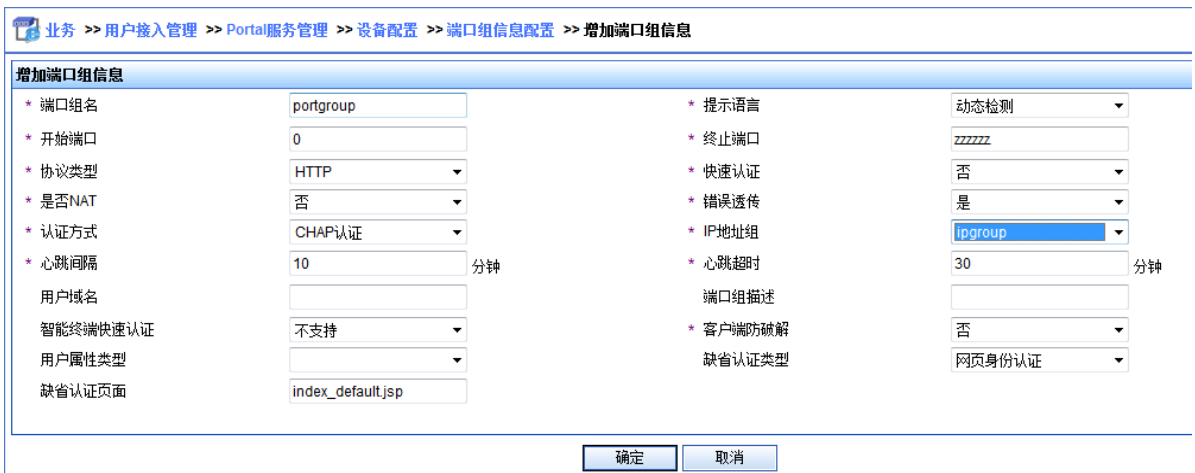 业务 >> 用户接入管理 >> Portal服务管理 >> 设备配置 >> 端口组信息配置 >> 增加端口组信息
增加端口组信息
* 端口组名 portgroup * 提示语言 动态检测
* 开始端口 0 * 终止端口 zzzzzz
* 协议类型 HTTP * 快速认证 否
* 是否NAT 否 * 错误透传 是
* 认证方式 CHAP认证 * IP地址组 ipgroup
* 心跳间隔 10 分钟 * 心跳超时 30 分钟
用户域名 端口组描述
智能终端快速认证 不支持 * 客户端防破解 否
用户属性类型 缺省认证类型 网页身份认证
缺省认证页面 index_default.jsp
确定 取消